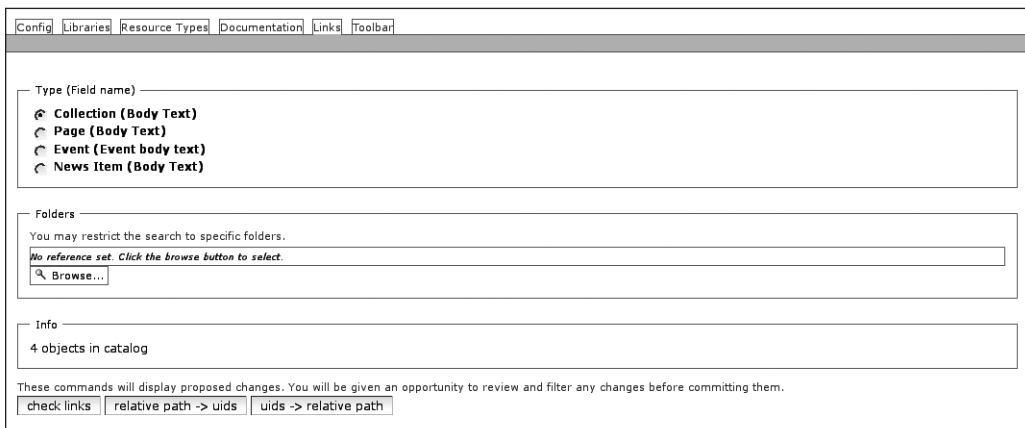 Config Libraries Resource Types Documentation Links Toolbar
Type (Field name)
Collection (Body Text)
Page (Body Text)
Event (Event body text)
News Item (Body Text)
Folders
You may restrict the search to specific folders.
No reference set. Click the browse button to select.
Browse...
Info
4 objects in catalog
These commands will display proposed changes. You will be given an opportunity to review and filter any changes before committing them.
check links relative path -> uids uids -> relative path